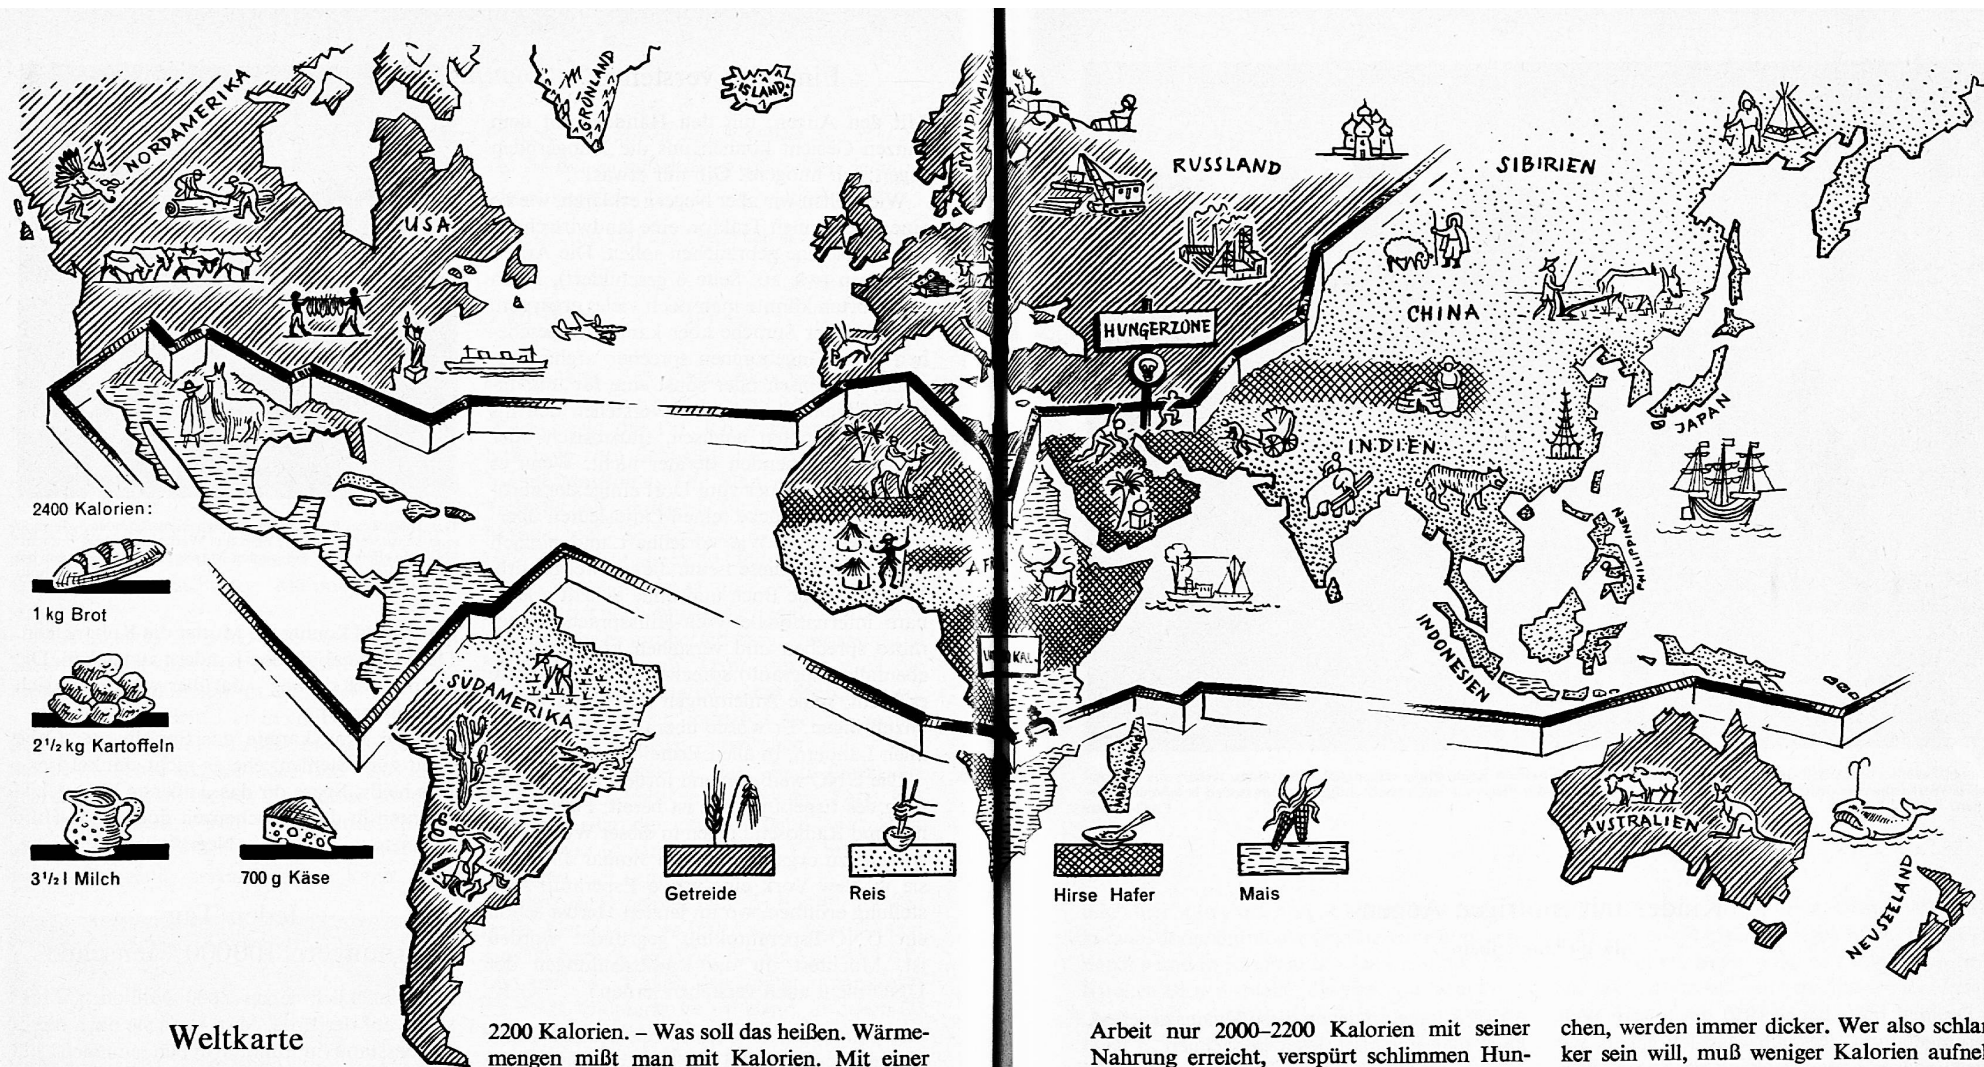 NORDAMERIKA
USA
GRÖNLAND
ISLAND
SCANDINAV
RUSSLAND
SIBIRIEN
CHINA
HUNGERZONE
INDIEN
JAPAN
PHILIPPINEN
INDONESIEN
SÜDAMERIKA
AUSTRALIEN
NEUSEELAND
2400 Kalorien:
1 kg Brot
2 1/2 kg Kartoffeln
3 1/2 l Milch
700 g Käse
Getreide
Reis
Hirse Hafer
Mais
Weltkarte
2200 Kalorien. – Was soll das heißen. Wärme-
mengen mißt man mit Kalorien. Mit einer
Arbeit nur 2000–2200 Kalorien mit seiner
Nahrung erreicht, verspürt schlimmen Hun-
chen, werden immer dicker. Wer also schlan
ker sein will, muß weniger Kalorien aufneh